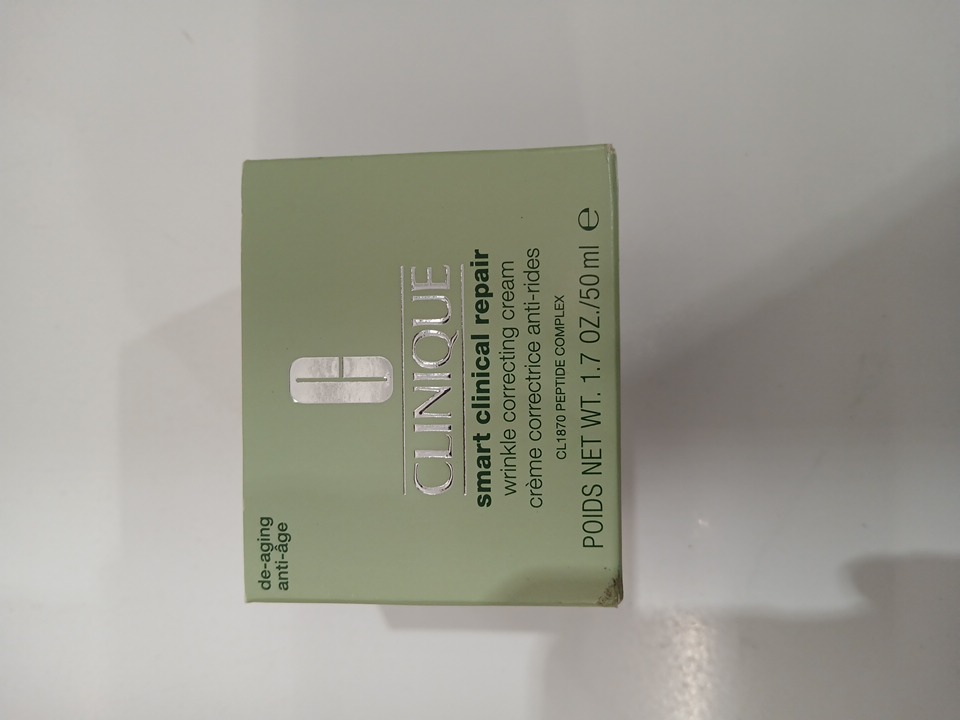 de-aging
anti-âge
CLINIQUE
smart clinical repair
wrinkle correcting cream
crème correctrice anti-rides
CL1870 PEPTIDE COMPLEX
POIDS NET WT. 1.7 OZ./50 ml ℮